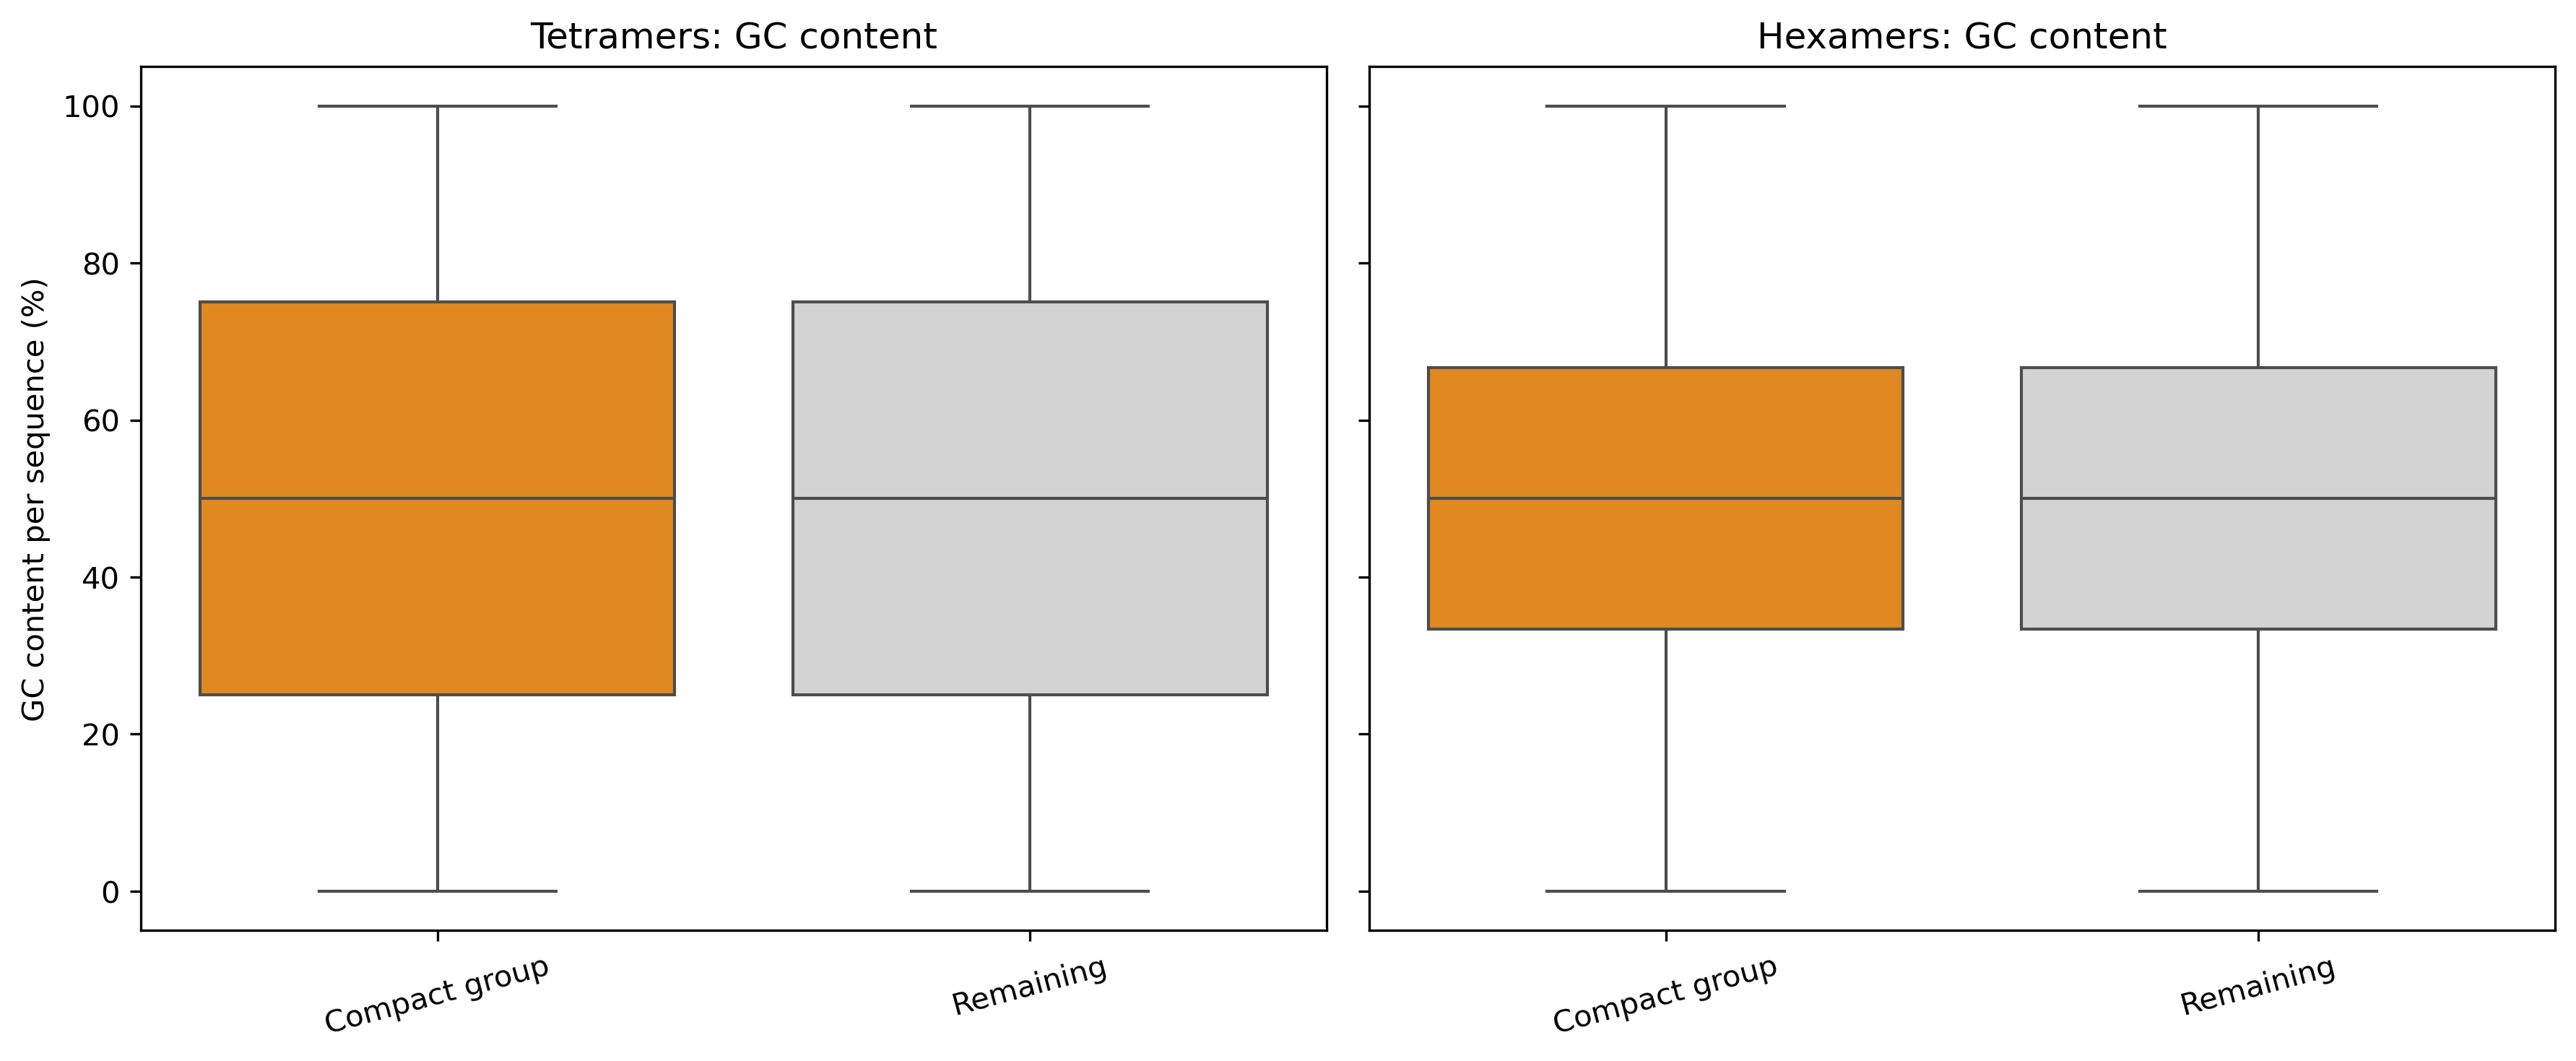 Tetramers: GC content
Hexamers: GC content
GC content per sequence (%)
100
80
60
40
20
0
Compact group
Remaining
Compact group
Remaining